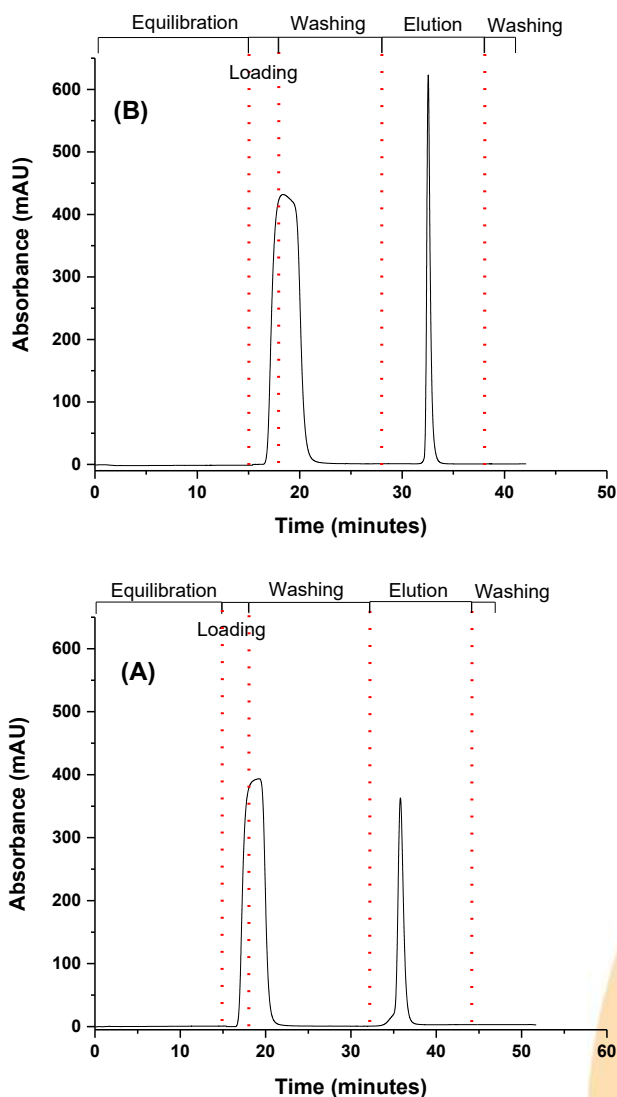 Equilibration Washing Elution Washing
Loading
600
(B)
500
400
300
200
100
0
Absorbance (mAU)
0 10 20 30 40 50
Time (minutes)
Equilibration Washing Elution Washing
Loading
600
(A)
500
400
300
200
100
0
Absorbance (mAU)
0 10 20 30 40 50 60
Time (minutes)